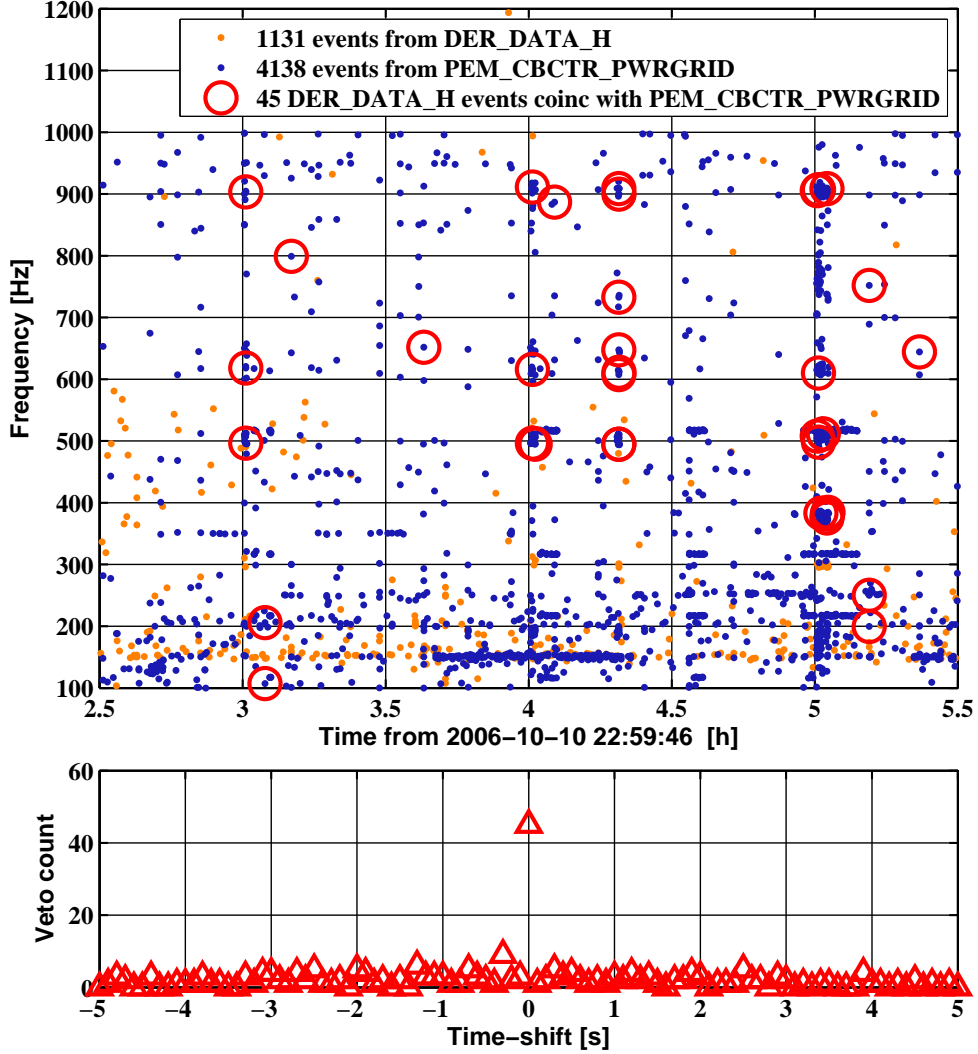 1200
1100
1000
900
800
700
600
500
400
300
200
100
Frequency [Hz]
1131 events from DER_DATA_H
4138 events from PEM_CBCTR_PWRGRID
45 DER_DATA_H events coinc with PEM_CBCTR_PWRGRID
2.5 3 3.5 4 4.5 5 5.5
Time from 2006−10−10 22:59:46 [h]
60
40
20
0
Veto count
−5 −4 −3 −2 −1 0 1 2 3 4 5
Time−shift [s]